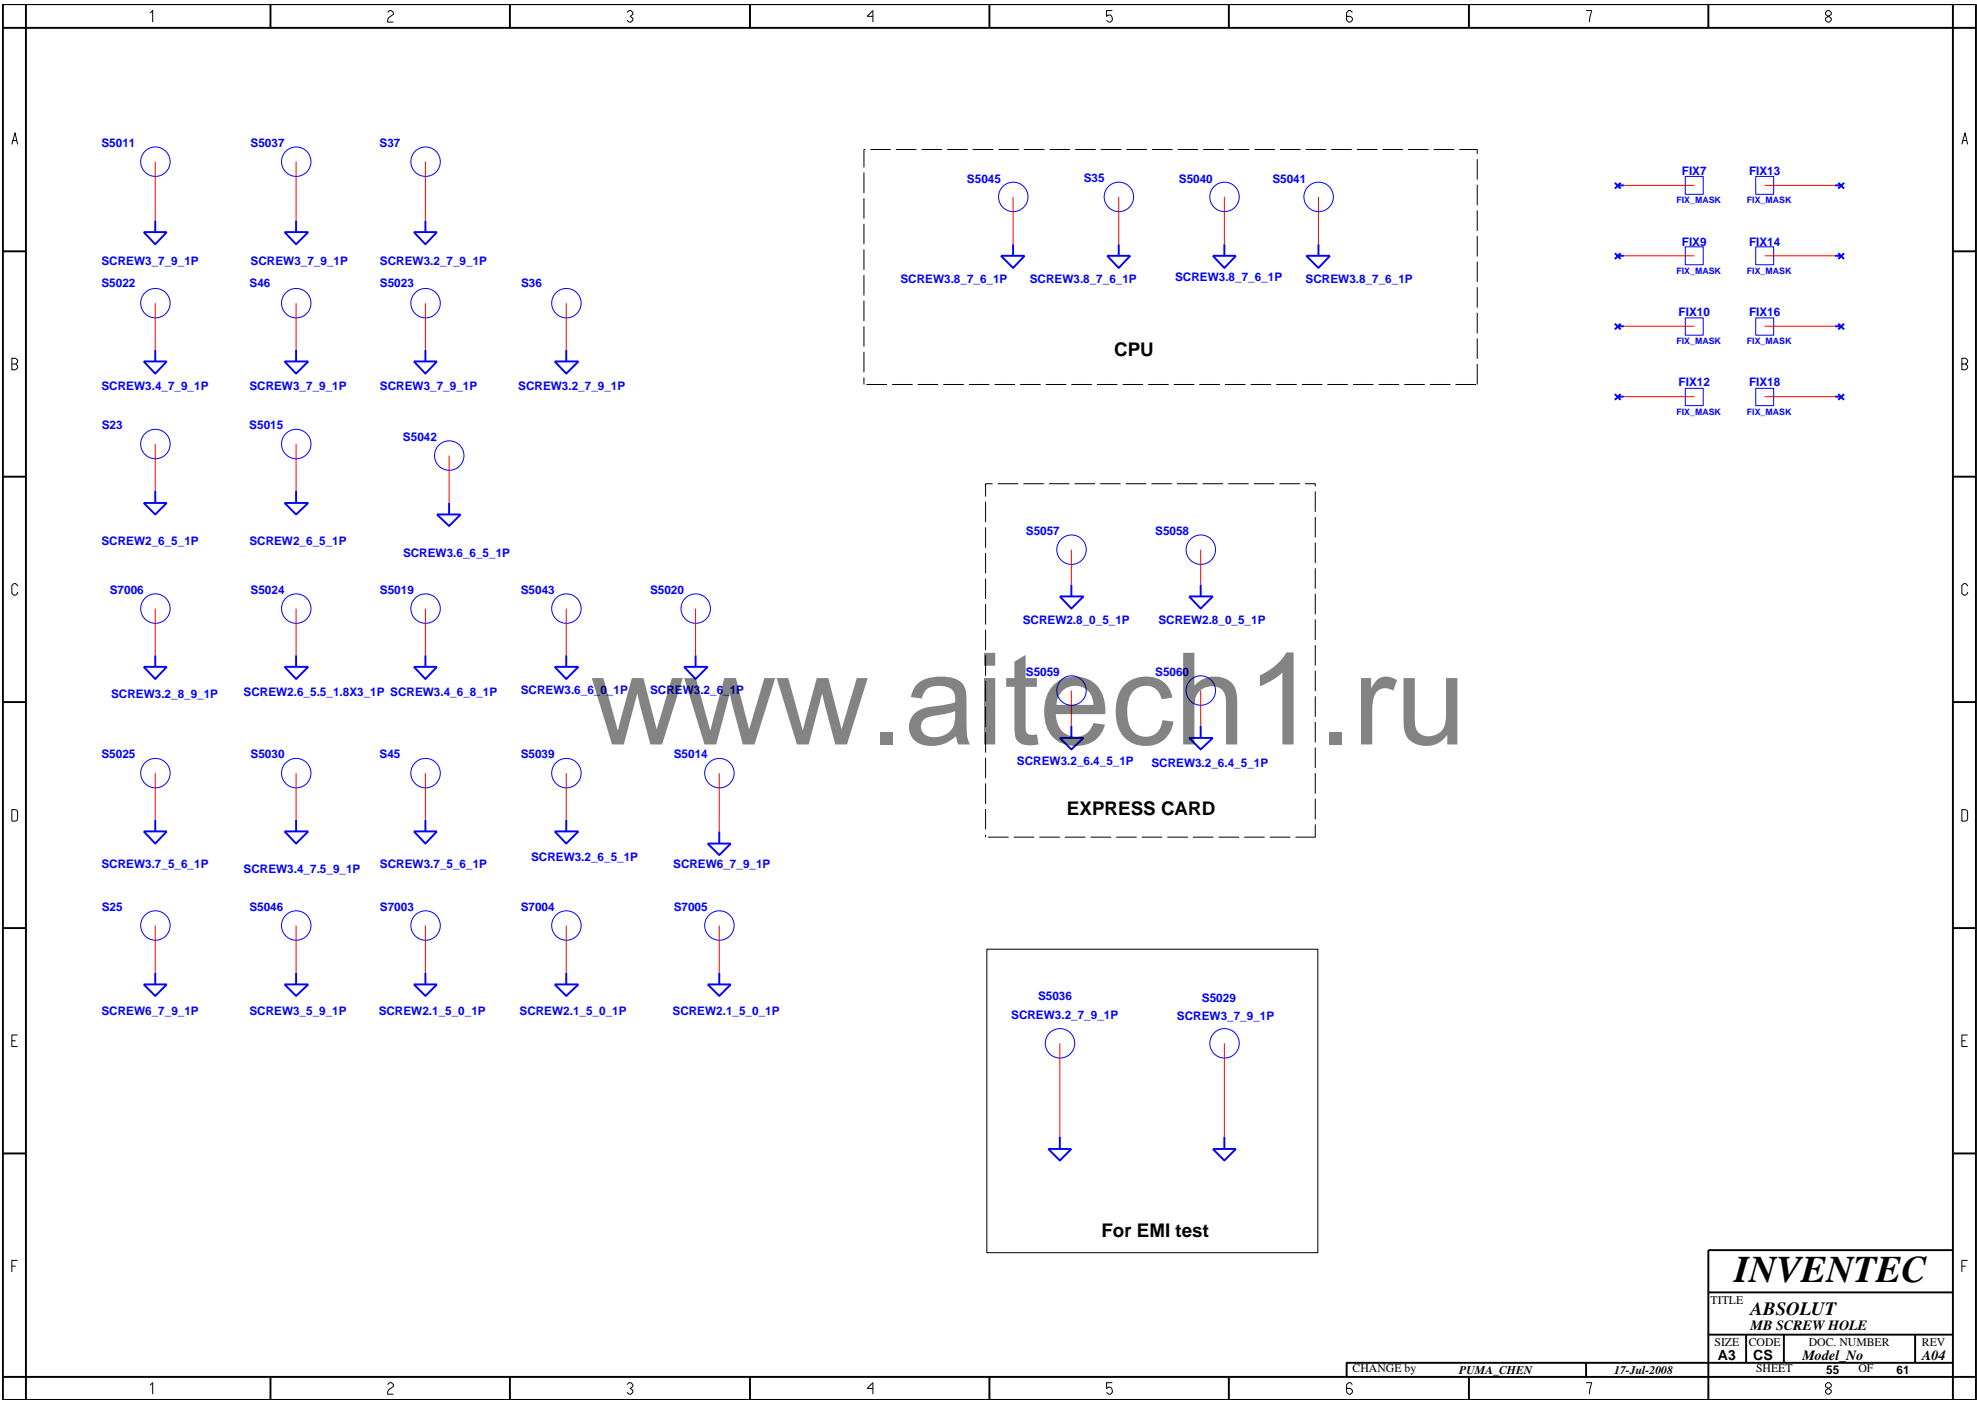 1 2 3 4 5 6 7 8
A A
S5011 S5037 S37
SCREW3_7_9_1P SCREW3_7_9_1P SCREW3.2_7_9_1P
S5045 S35 S5040 S5041
SCREW3.8_7_6_1P SCREW3.8_7_6_1P SCREW3.8_7_6_1P SCREW3.8_7_6_1P
CPU
FIX7 FIX13
FIX_MASK FIX_MASK
FIX9 FIX14
FIX_MASK FIX_MASK
FIX10 FIX16
FIX_MASK FIX_MASK
FIX12 FIX18
FIX_MASK FIX_MASK
S5022 S46 S5023 S36
B B
SCREW3.4_7_9_1P SCREW3_7_9_1P SCREW3_7_9_1P SCREW3.2_7_9_1P
S23 S5015 S5042
SCREW2_6_5_1P SCREW2_6_5_1P SCREW3.6_6_5_1P
C C
S7006 S5024 S5019 S5043 S5020
SCREW3.2_8_9_1P SCREW2.6_5.5_1.8X3_1P SCREW3.4_6_8_1P SCREW3.6_6_0_1P SCREW3.2_6_1P
S5057 S5058
SCREW2.8_0_5_1P SCREW2.8_0_5_1P
S5059 S5060
SCREW3.2_6.4_5_1P SCREW3.2_6.4_5_1P
EXPRESS CARD
www.aitech1.ru
S5025 S5030 S45 S5039 S5014
D D
SCREW3.7_5_6_1P SCREW3.4_7.5_9_1P SCREW3.7_5_6_1P SCREW3.2_6_5_1P SCREW6_7_9_1P
S25 S5046 S7003 S7004 S7005
SCREW6_7_9_1P SCREW3_5_9_1P SCREW2.1_5_0_1P SCREW2.1_5_0_1P SCREW2.1_5_0_1P
E E
S5036 S5029
SCREW3.2_7_9_1P SCREW3_7_9_1P
For EMI test
F F
INVENTEC
TITLE ABSOLUT
MB SCREW HOLE
SIZE CODE DOC. NUMBER REV
A3 CS Model_No A04
CHANGE by PUMA_CHEN 17-Jul-2008 SHEET 55 OF 61
1 2 3 4 5 6 7 8